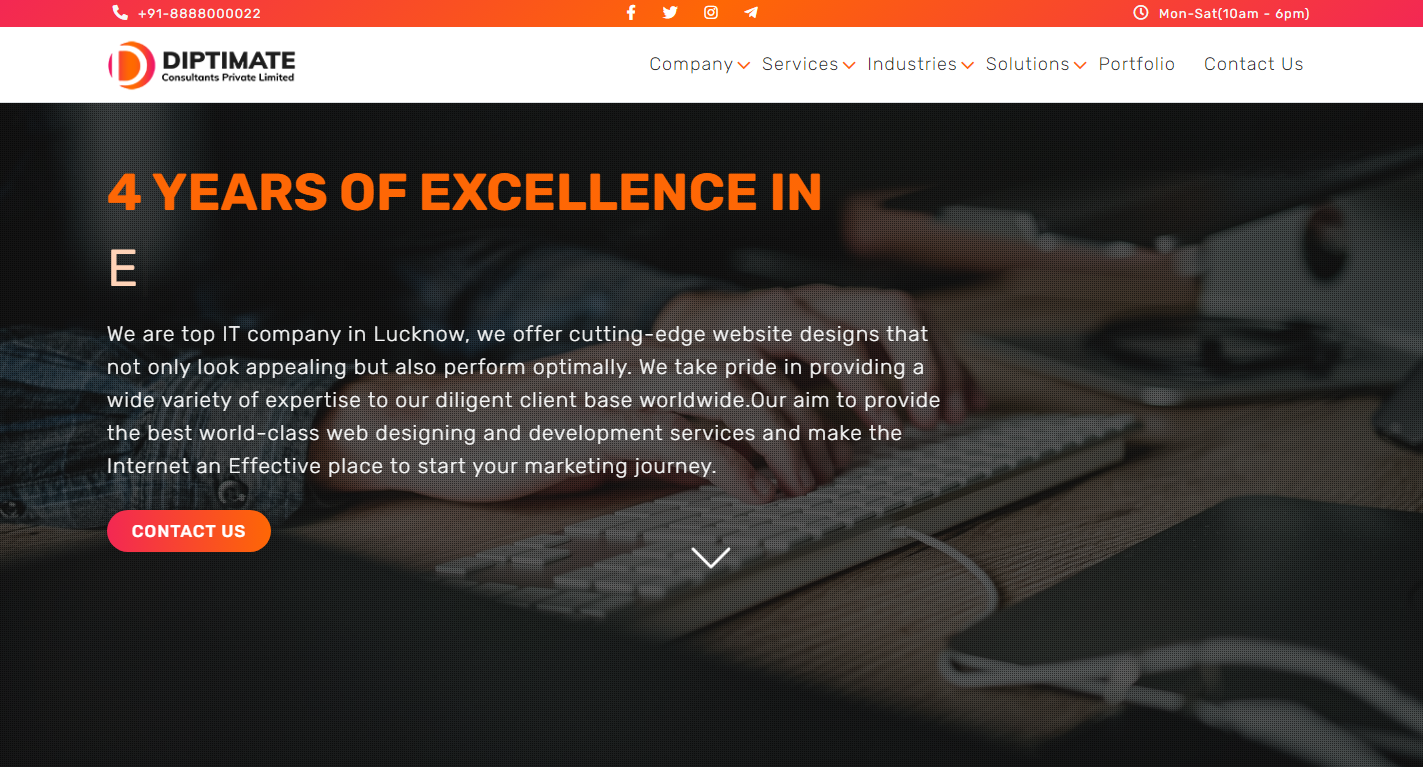 +91-8888000022
Mon-Sat(10am - 6pm)
DIPTIMATE
Consultants Private Limited
Company Services Industries Solutions Portfolio Contact Us
4 YEARS OF EXCELLENCE IN
E
We are top IT company in Lucknow, we offer cutting-edge website designs that
not only look appealing but also perform optimally. We take pride in providing a
wide variety of expertise to our diligent client base worldwide.Our aim to provide
the best world-class web designing and development services and make the
Internet an Effective place to start your marketing journey.
CONTACT US